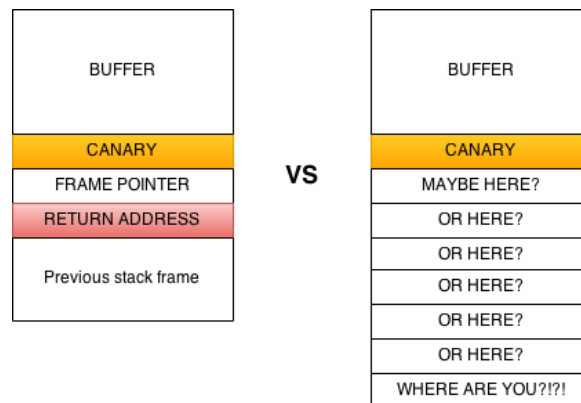 BUFFER
CANARY
FRAME POINTER
RETURN ADDRESS
Previous stack frame
VS
BUFFER
CANARY
MAYBE HERE?
OR HERE?
OR HERE?
OR HERE?
OR HERE?
OR HERE?
WHERE ARE YOU?!?!